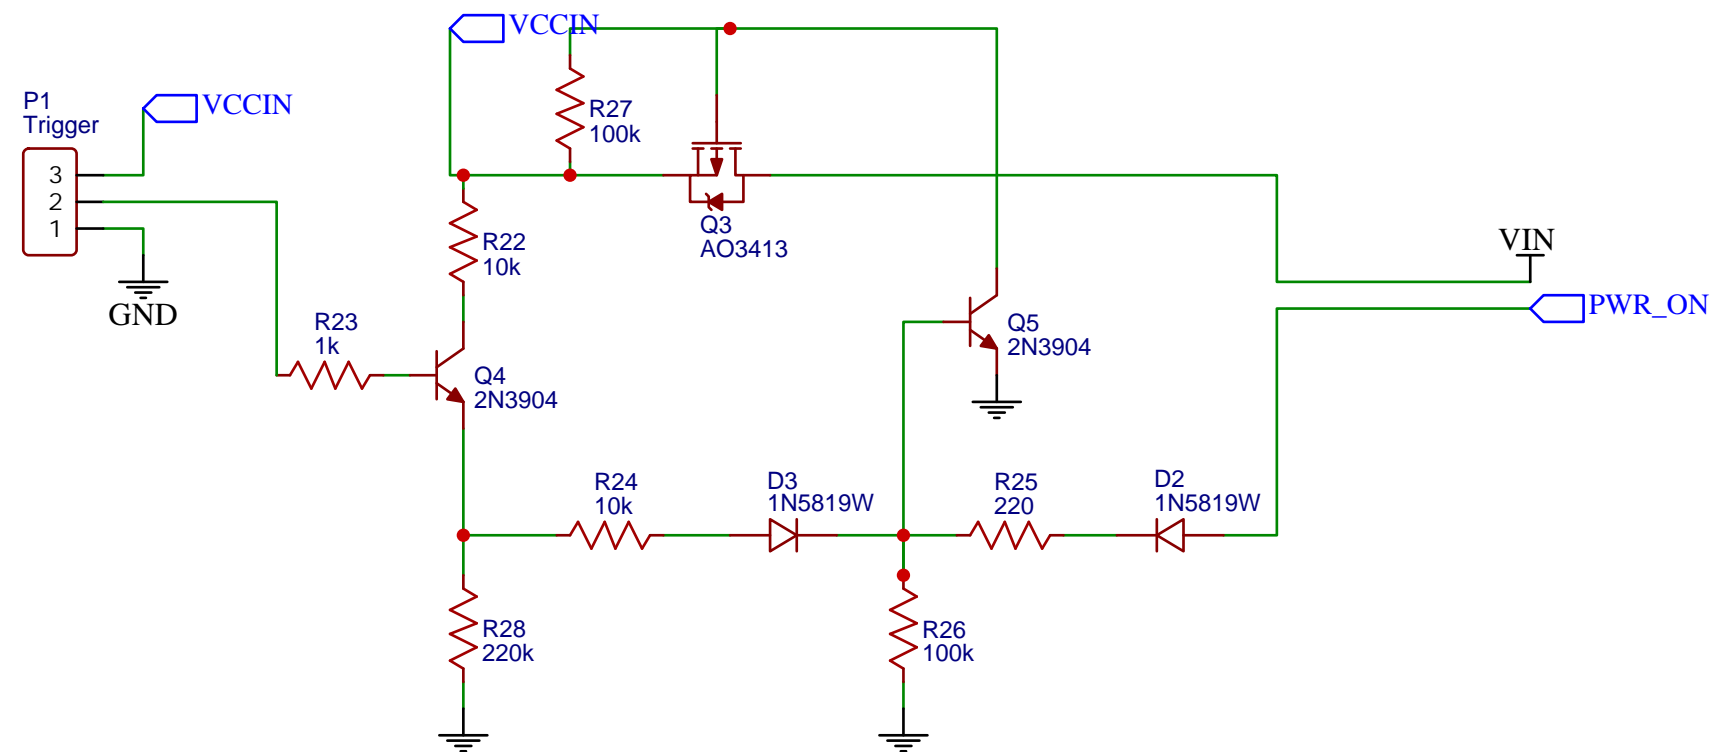 VCCIN
P1
Trigger
VCCIN
3
2
1
GND
R27
100k
R22
10k
Q3
AO3413
VIN
PWR_ON
R23
1k
Q5
2N3904
Q4
2N3904
R24
10k
D3
1N5819W
R25
220
D2
1N5819W
R28
220k
R26
100k